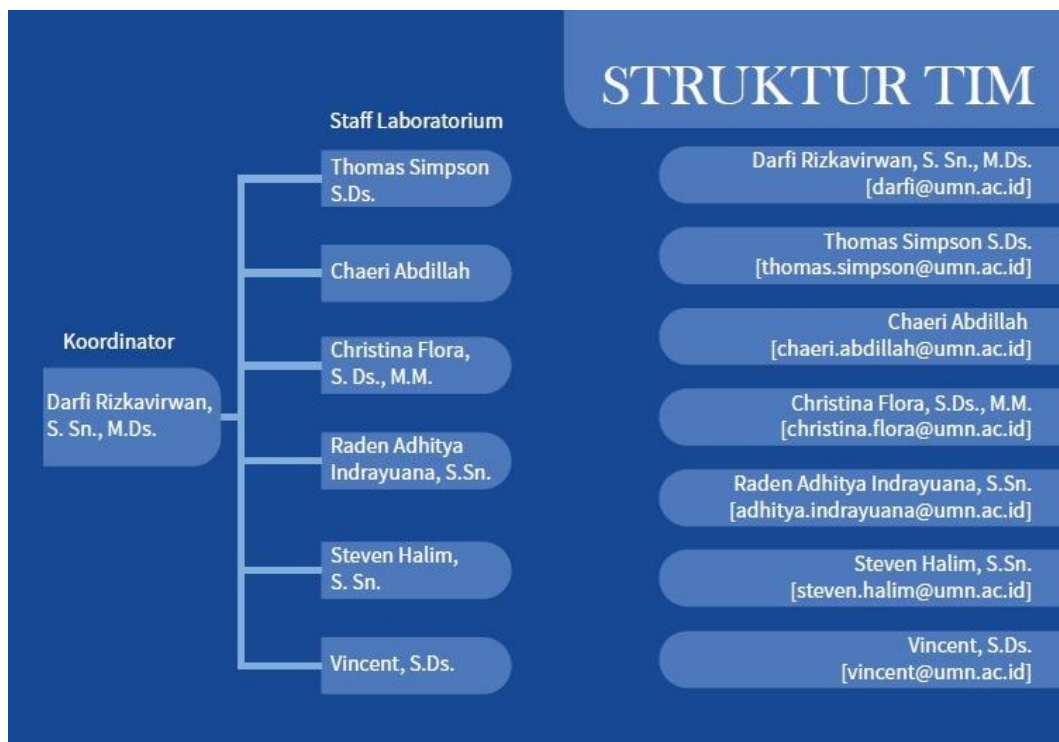 STRUKTUR TIM
Staff Laboratorium
Thomas Simpson
S.Ds.
Chaeri Abdillah
Christina Flora,
S. Ds., M.M.
Raden Adhitya
Indrayuana, S.Sn.
Steven Halim,
S. Sn.
Vincent, S.Ds.
Koordinator
Darfi Rizkavirwan,
S. Sn., M.Ds.
Darfi Rizkavirwan, S. Sn., M.Ds.
[darfi@umn.ac.id]
Thomas Simpson S.Ds.
[thomas.simpson@umn.ac.id]
Chaeri Abdillah
[chaeri.abdillah@umn.ac.id]
Christina Flora, S.Ds., M.M.
[christina.flora@umn.ac.id]
Raden Adhitya Indrayuana, S.Sn.
[adhitya.indrayuana@umn.ac.id]
Steven Halim, S.Sn.
[steven.halim@umn.ac.id]
Vincent, S.Ds.
[vincent@umn.ac.id]